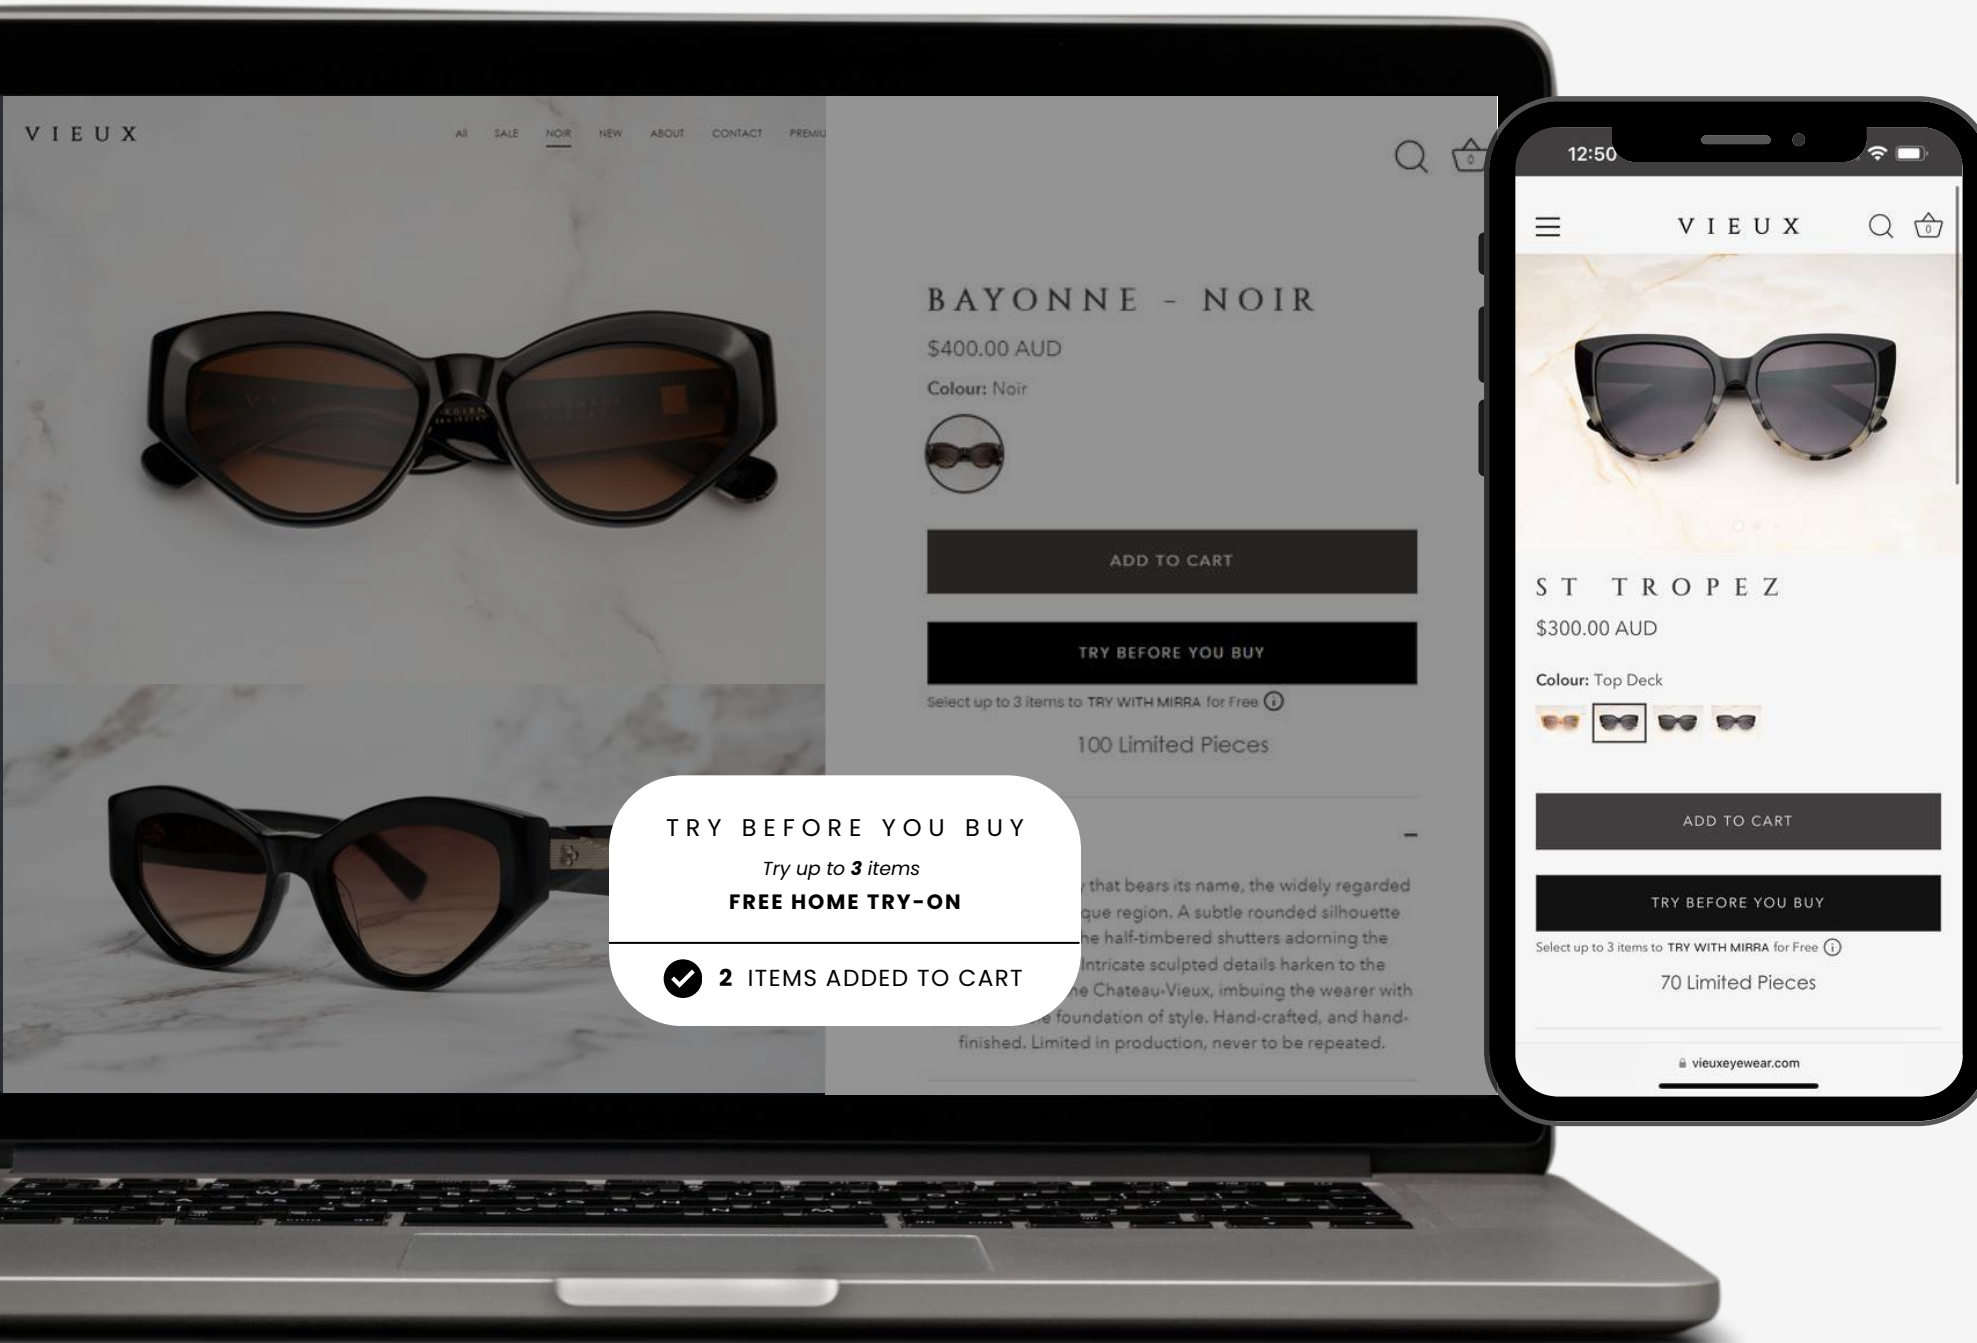 VIEUX
All SALE NOIR NEW ABOUT CONTACT PREMIU
0
BAYONNE - NOIR
$400.00 AUD
Colour: Noir
ADD TO CART
TRY BEFORE YOU BUY
Select up to 3 items to TRY WITH MIRRA for Free
100 Limited Pieces
TRY BEFORE YOU BUY
Try up to 3 items
FREE HOME TRY-ON
2 ITEMS ADDED TO CART
that bears its name, the widely regarded
que region. A subtle rounded silhouette
he half-timbered shutters adorning the
Intricate sculpted details harken to the
ne Chateau-Vieux, imbuing the wearer with
e foundation of style. Hand-crafted, and hand-
finished. Limited in production, never to be repeated.
12:50
VIEUX
0
ST TROPEZ
$300.00 AUD
Colour: Top Deck
ADD TO CART
TRY BEFORE YOU BUY
Select up to 3 items to TRY WITH MIRRA for Free
70 Limited Pieces
vieuxeyewear.com